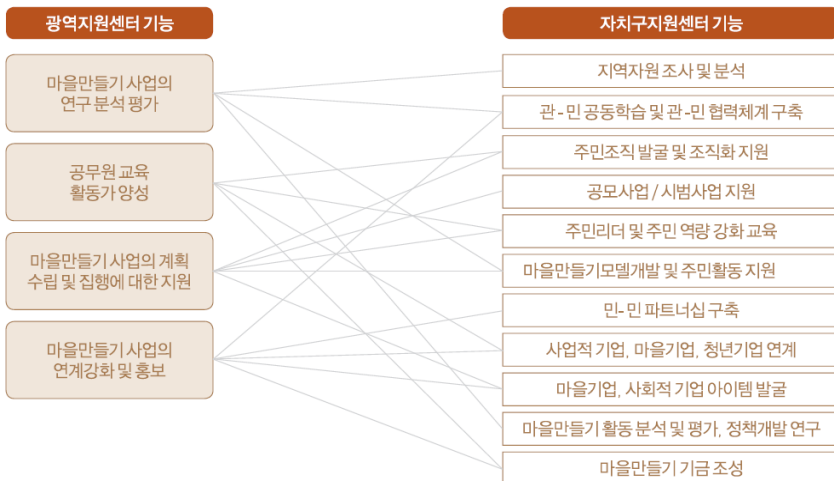 광역지원센터 기능
마을만들기 사업의
연구 분석 평가
공무원 교육
활동가 양성
마을만들기 사업의 계획
수립 및 집행에 대한 지원
마을만들기 사업의
연계강화 및 홍보
자치구지원센터 기능
지역자원 조사 및 분석
관 - 민 공동학습 및 관 -민 협력체계 구축
주민조직 발굴 및 조직화 지원
공모사업 / 시범사업 지원
주민리더 및 주민 역량 강화 교육
마을만들기모델개발 및 주민활동 지원
민- 민 파트너십 구축
사업적 기업, 마을기업, 청년기업 연계
마을기업, 사회적 기업 아이템 발굴
마을만들기 활동 분석 및 평가, 정책개발 연구
마을만들기 기금 조성